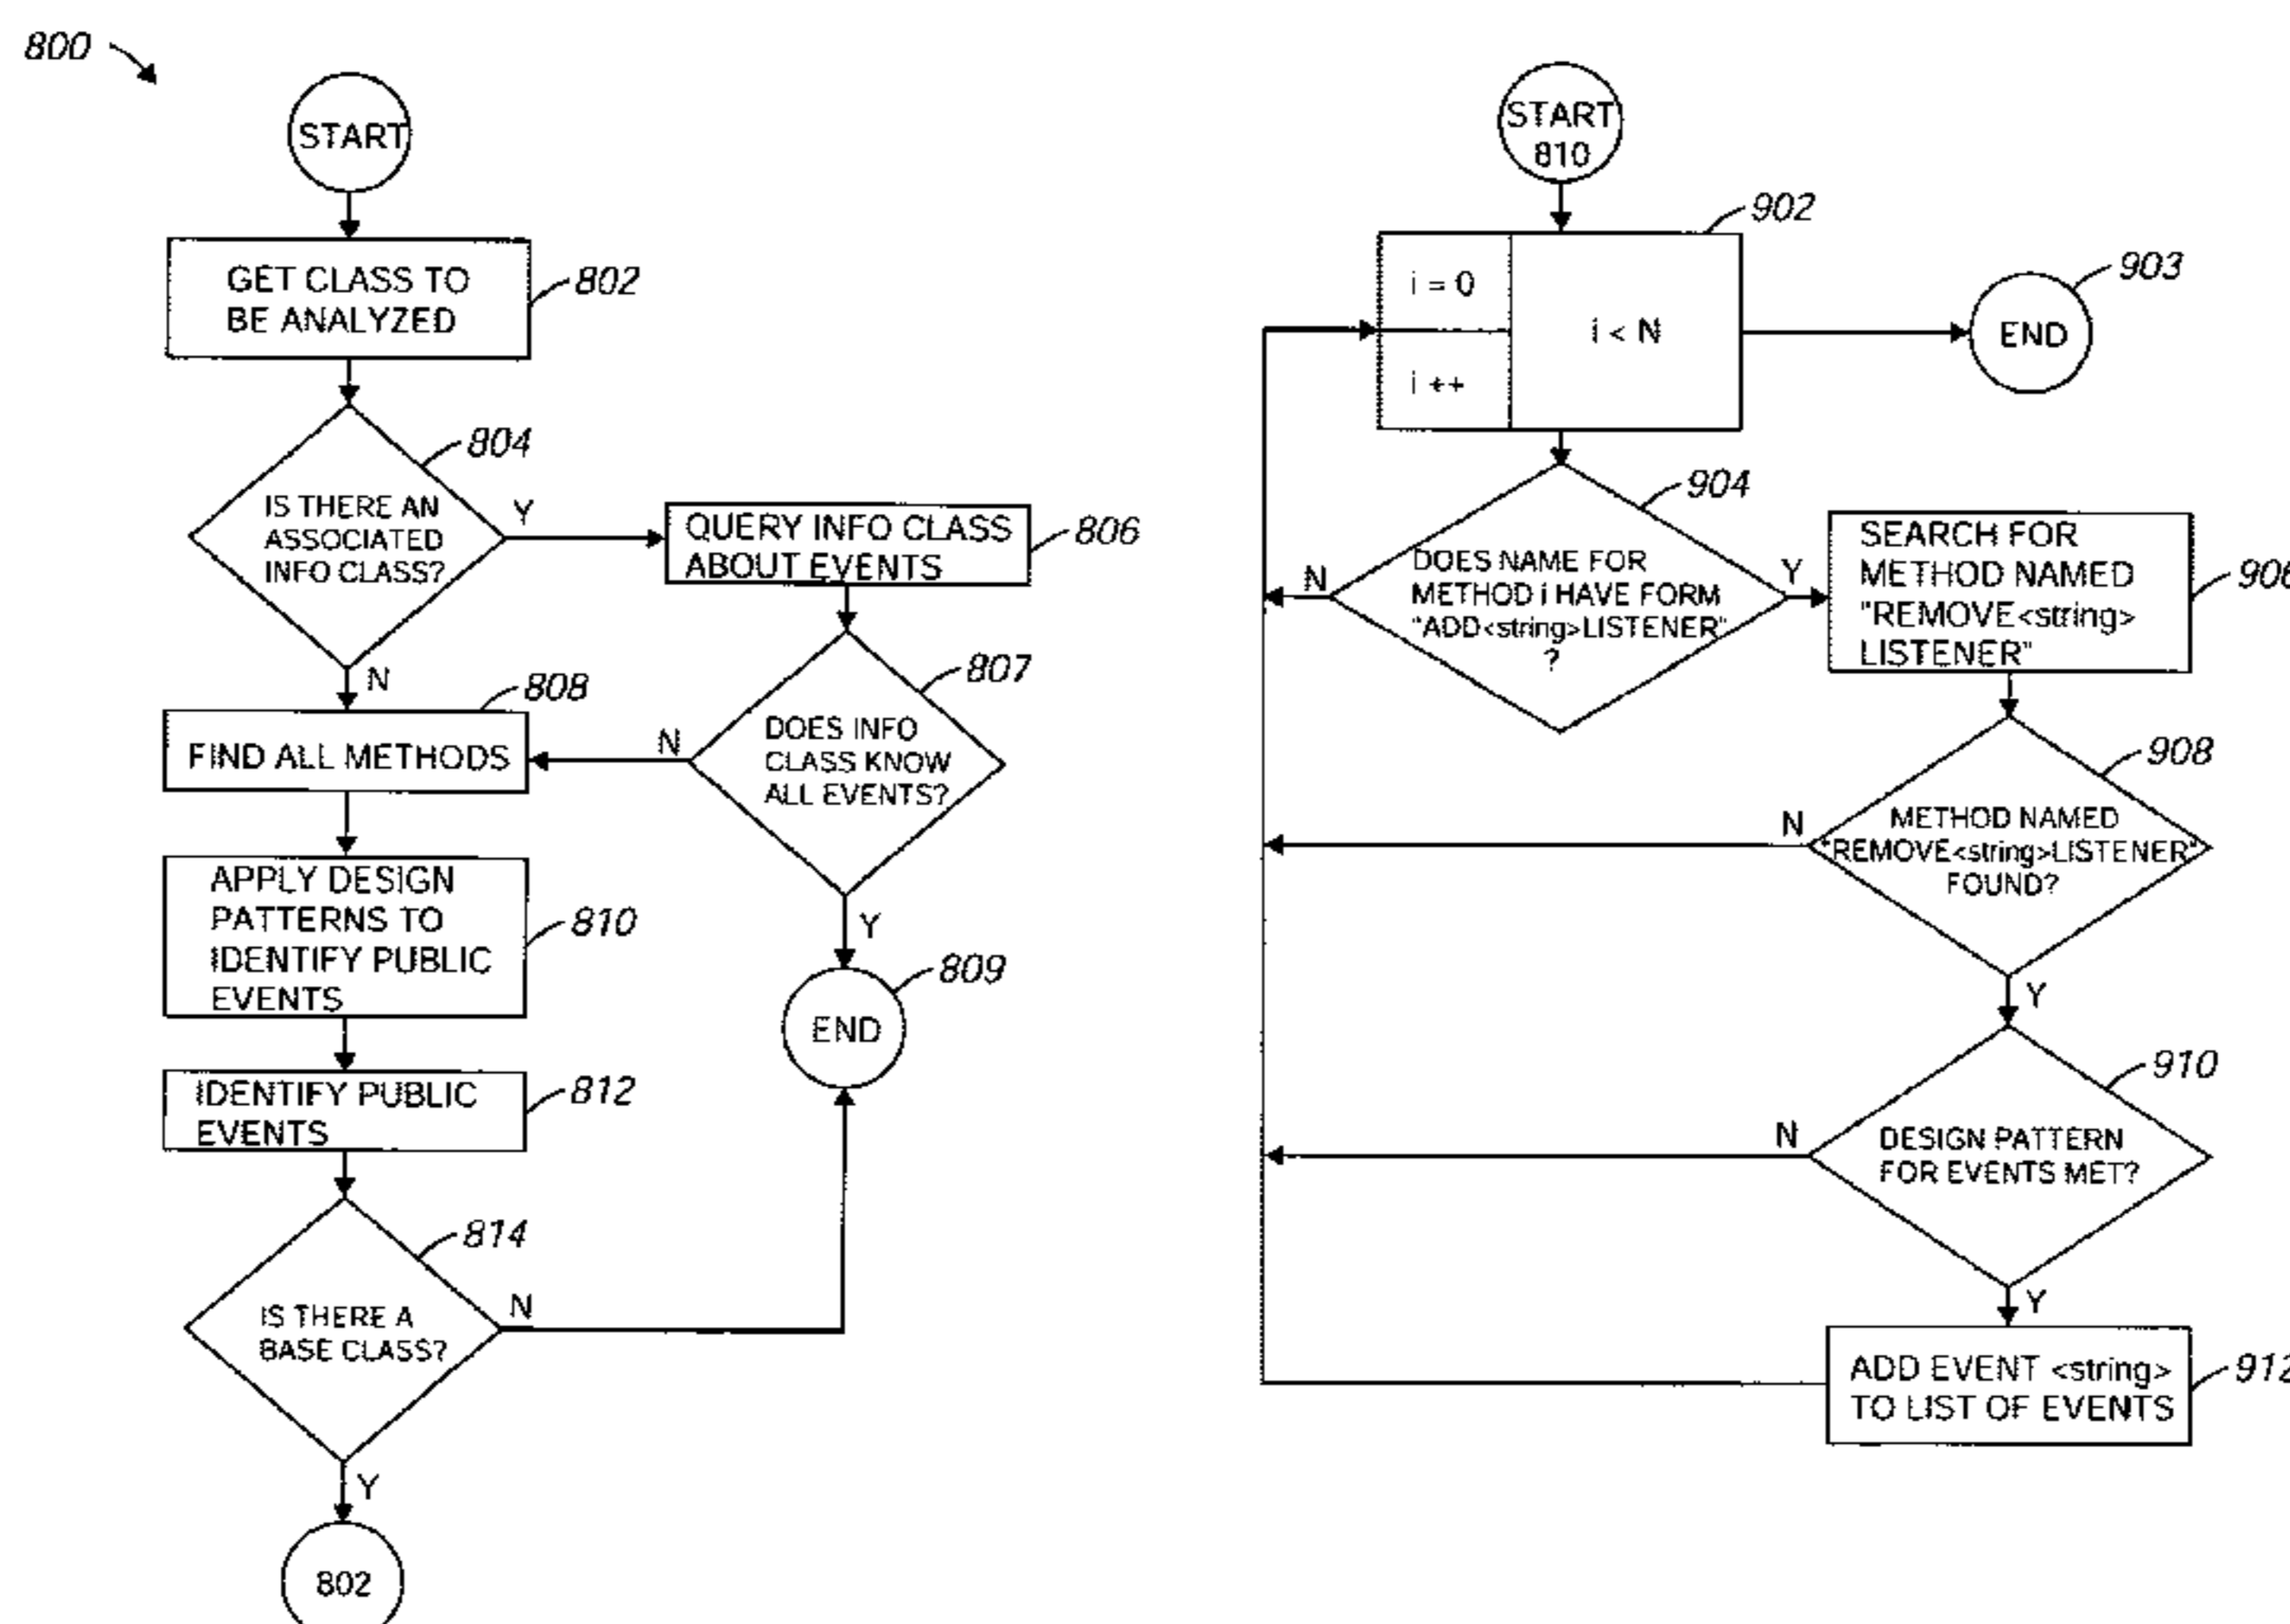 800
START
GET CLASS TO
BE ANALYZED
802
804
IS THERE AN
ASSOCIATED
INFO CLASS?
Y
N
QUERY INFO CLASS
ABOUT EVENTS
806
807
DOES INFO
CLASS KNOW
ALL EVENTS?
N
Y
808
FIND ALL METHODS
APPLY DESIGN
PATTERNS TO
IDENTIFY PUBLIC
EVENTS
810
809
END
IDENTIFY PUBLIC
EVENTS
812
814
IS THERE A
BASE CLASS?
N
Y
802
START
810
902
i = 0
i ++
i < N
903
END
904
DOES NAME FOR
METHOD i HAVE FORM
"ADD<string>LISTENER"
?
N
Y
SEARCH FOR
METHOD NAMED
"REMOVE<string>
LISTENER"
906
908
METHOD NAMED
"REMOVE<string>LISTENER"
FOUND?
N
Y
910
DESIGN PATTERN
FOR EVENTS MET?
N
Y
ADD EVENT <string>
TO LIST OF EVENTS
912